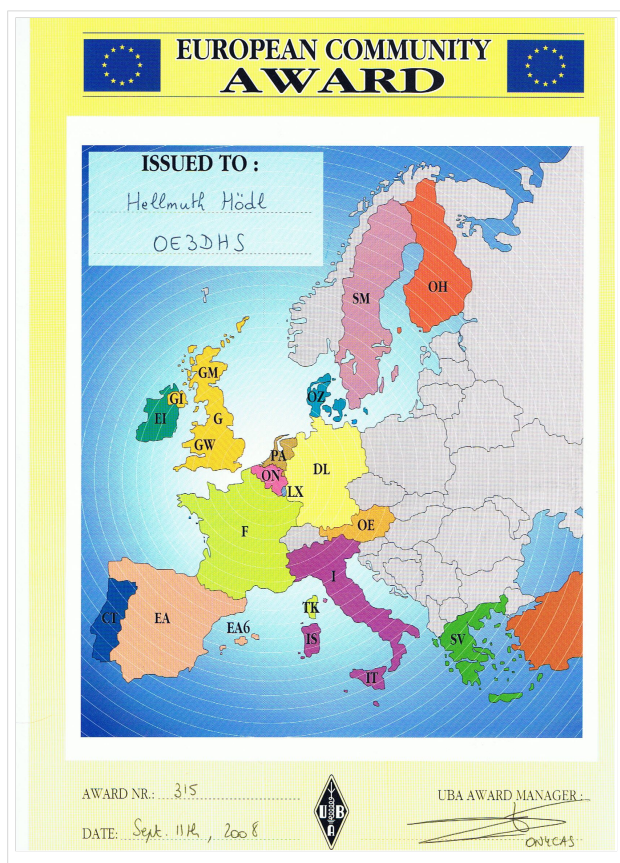 EUROPEAN COMMUNITY
AWARD
ISSUED TO :
Hellmuth Hödl
OE3DHS
SM
OH
GM
GI
EI
G
GW
OZ
PA
ON
DL
LX
OE
F
I
CT
EA
EA6
TK
IS
IT
SV
AWARD NR.: 315
UBA AWARD MANAGER :
UBA
DATE: Sept. 11th, 2008
ON4CAS